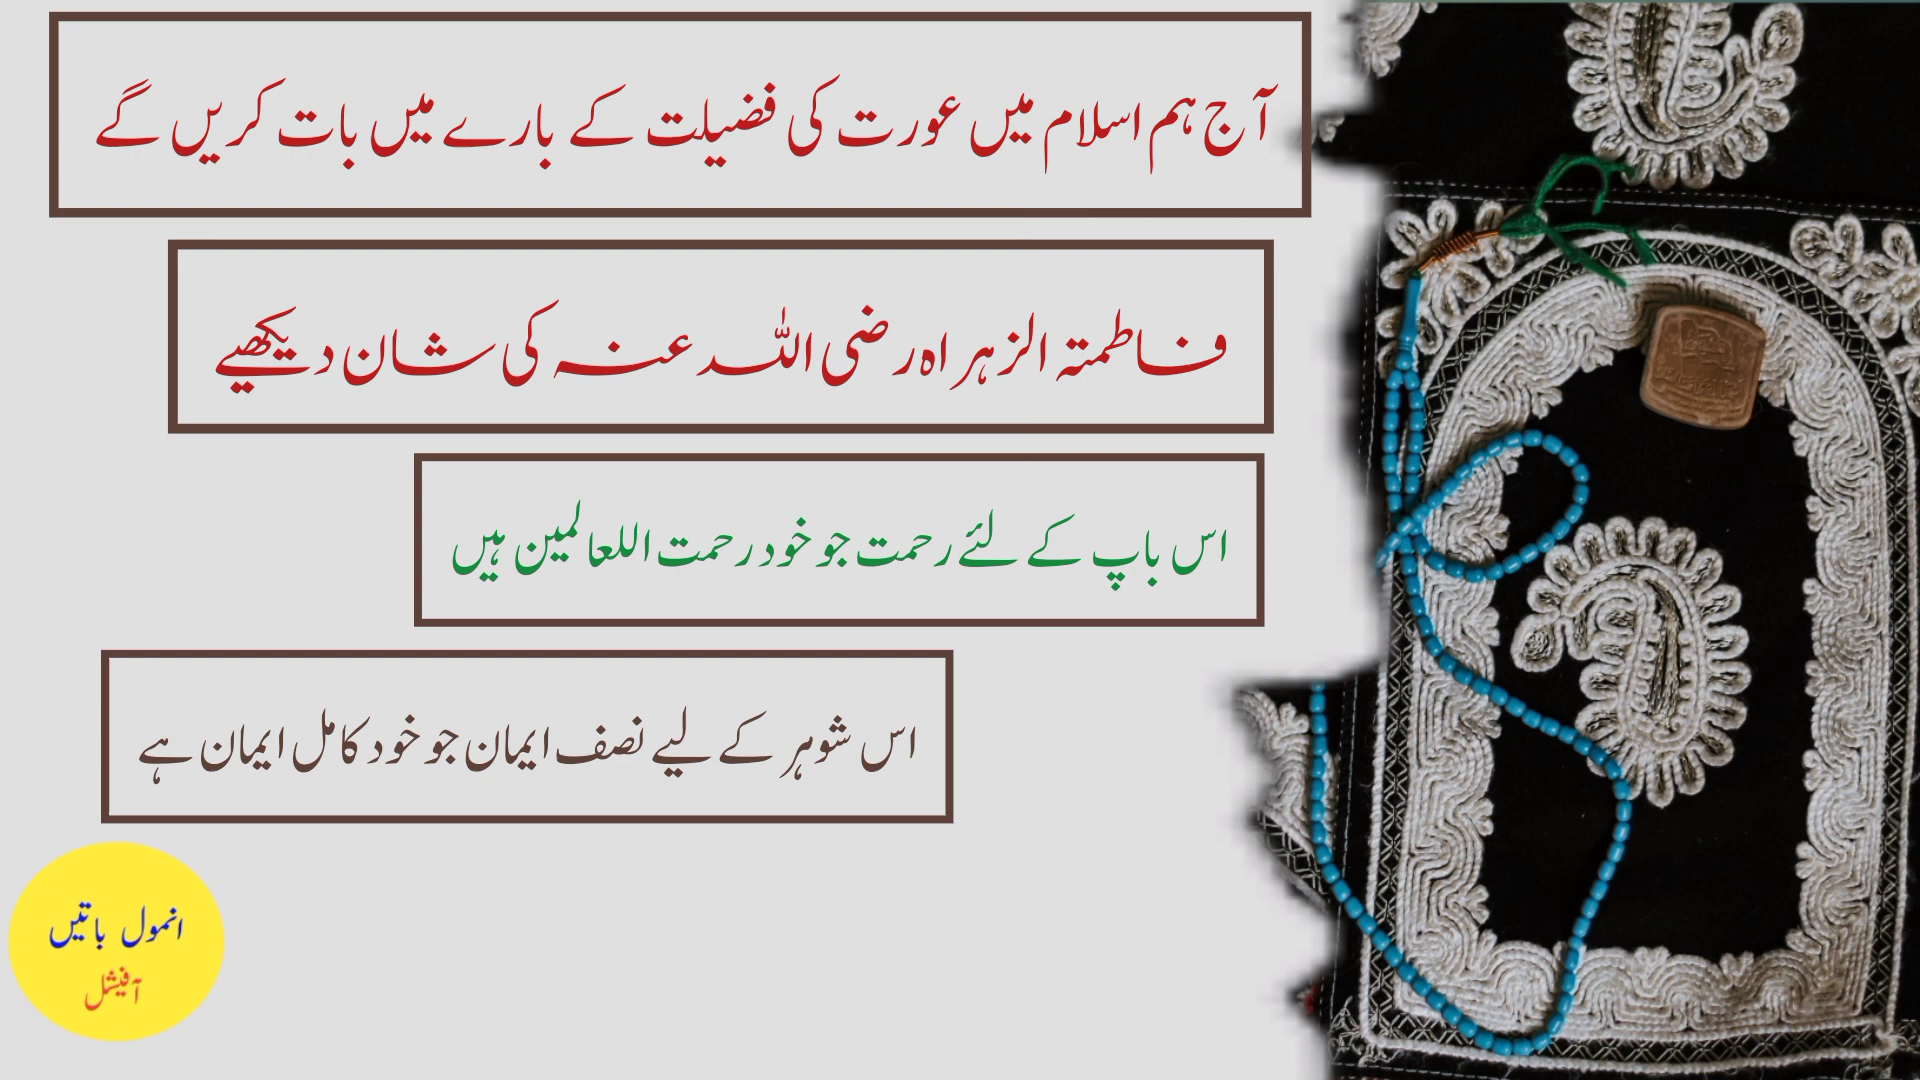 آج ہم اسلام میں عورت کی فضیلت کے بارے میں بات کریں گے
فاطمتہ الزہراہ رضی اللہ عنہ کی شان دیکھیے
اس باپ کے لئے رحمت جو خود رحمت اللعالمین ہیں
اس شوہر کے لیے نصف ایمان جو خود کامل ایمان ہے
انمول باتیں
آفیشل